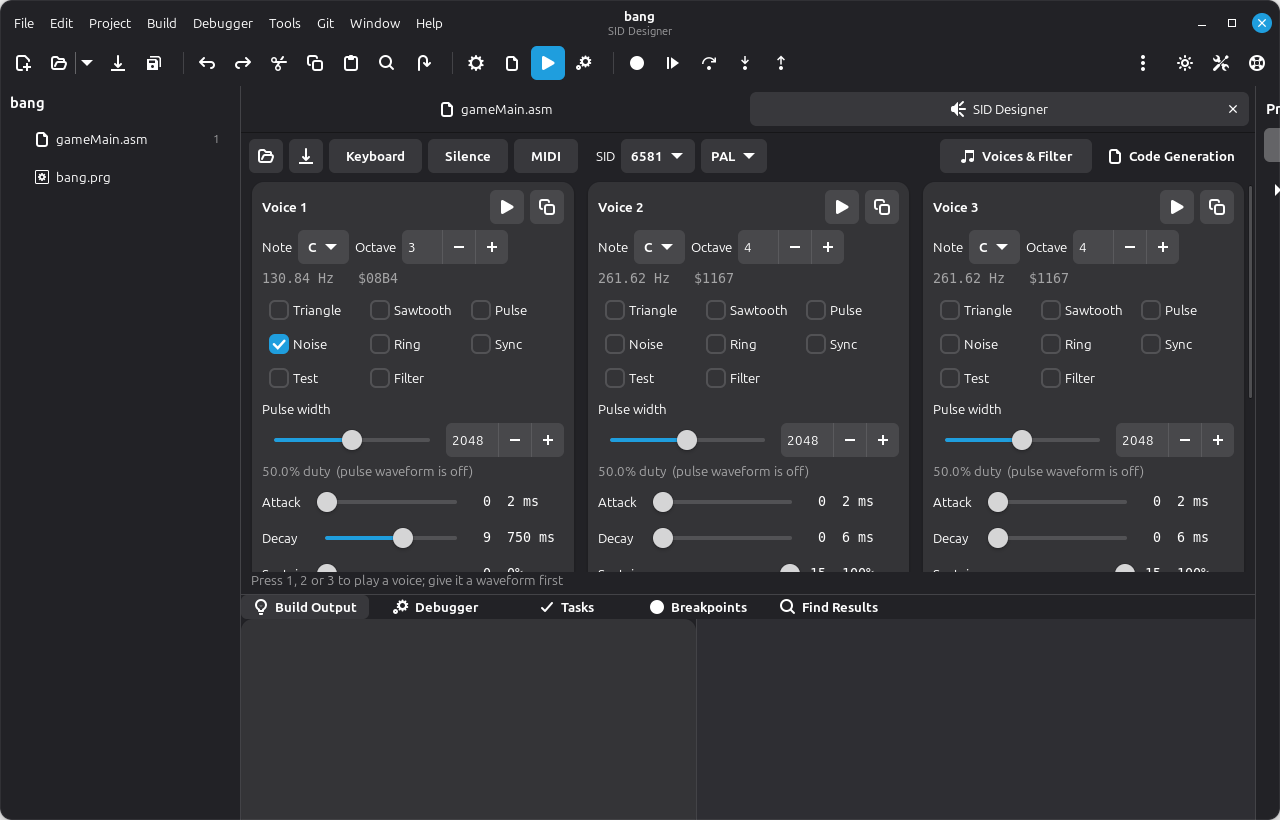 File Edit Project Build Debugger Tools Git Window Help
bang
SID Designer
bang
gameMain.asm 1
bang.prg
gameMain.asm
SID Designer
Pr
Keyboard Silence MIDI SID 6581 PAL Voices & Filter Code Generation
Voice 1 Voice 2 Voice 3
Note C Octave 3 Note C Octave 4 Note C Octave 4
130.84 Hz $08B4 261.62 Hz $1167 261.62 Hz $1167
Triangle Sawtooth Pulse Triangle Sawtooth Pulse Triangle Sawtooth Pulse
Noise Ring Sync Noise Ring Sync Noise Ring Sync
Test Filter Test Filter Test Filter
Pulse width Pulse width Pulse width
2048 2048 2048
50.0% duty (pulse waveform is off) 50.0% duty (pulse waveform is off) 50.0% duty (pulse waveform is off)
Attack 0 2 ms Attack 0 2 ms Attack 0 2 ms
Decay 9 750 ms Decay 0 6 ms Decay 0 6 ms
Press 1, 2 or 3 to play a voice; give it a waveform first
Build Output Debugger Tasks Breakpoints Find Results